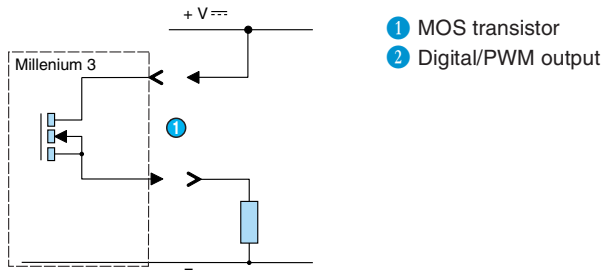 + V
Millenium 3
1
1 MOS transistor
2 Digital/PWM output
–